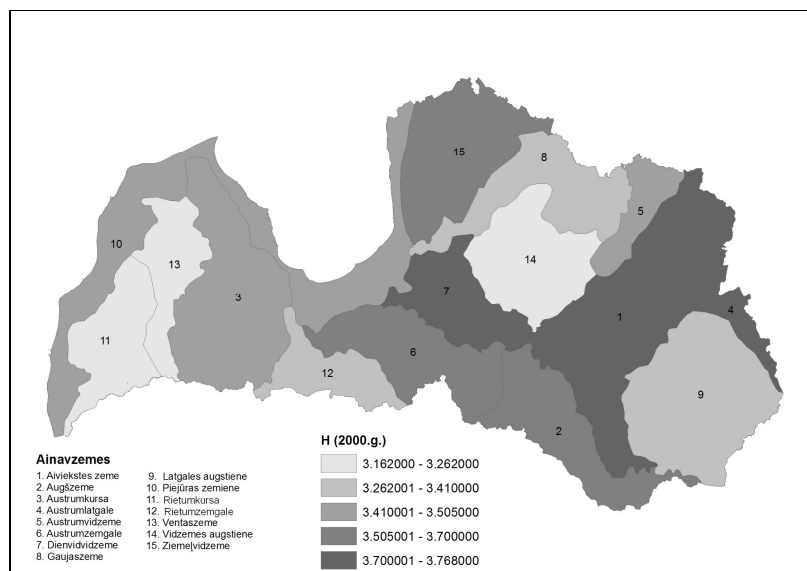 15
8
5
10
13
14
7
3
1
4
11
6
12
9
2
Ainavzemes
1. Aiviekstes zeme
2. Augšzeme
3. Austrumkursa
4. Austrumlatgale
5. Austrumvidzeme
6. Austrumzemgale
7. Dienvidvidzeme
8. Gaujaszeme
9. Latgales augstiene
10. Piejūras zemiene
11. Rietumkursa
12. Rietumzemgale
13. Ventaszeme
14. Vidzemes augstiene
15. Ziemeļvidzeme
H (2000.g.)
3.162000 - 3.262000
3.262001 - 3.410000
3.410001 - 3.505000
3.505001 - 3.700000
3.700001 - 3.768000